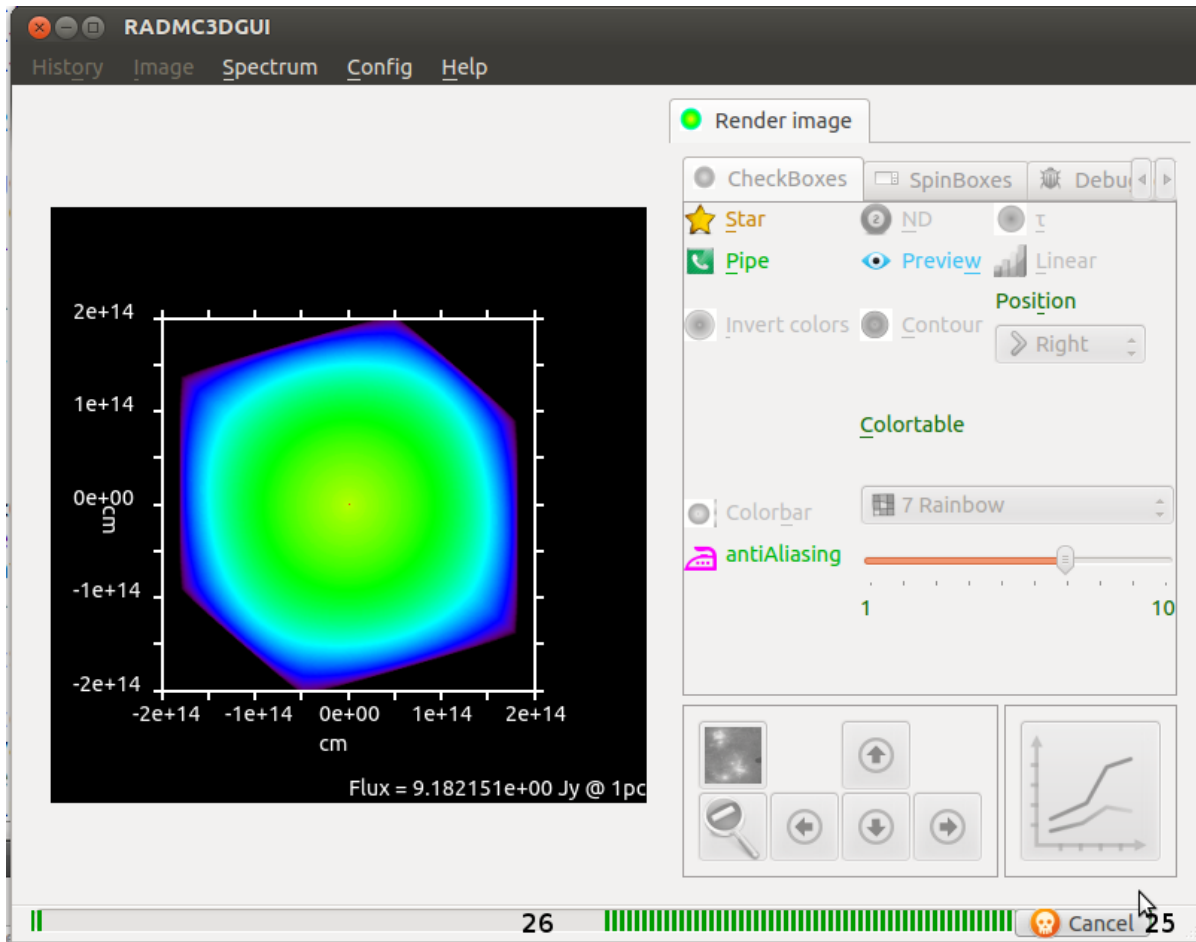 RADMC3DGUI
History Image Spectrum Config Help
Render image
CheckBoxes SpinBoxes Debu
Star 2 ND τ
Pipe Preview Linear
Position
Invert colors Contour Right
Colortable
Colorbar 7 Rainbow
antiAliasing
1 10
2e+14
1e+14
0e+00
cm
-1e+14
-2e+14
-2e+14 -1e+14 0e+00 1e+14 2e+14
cm
Flux = 9.182151e+00 Jy @ 1pc
26 Cancel 25